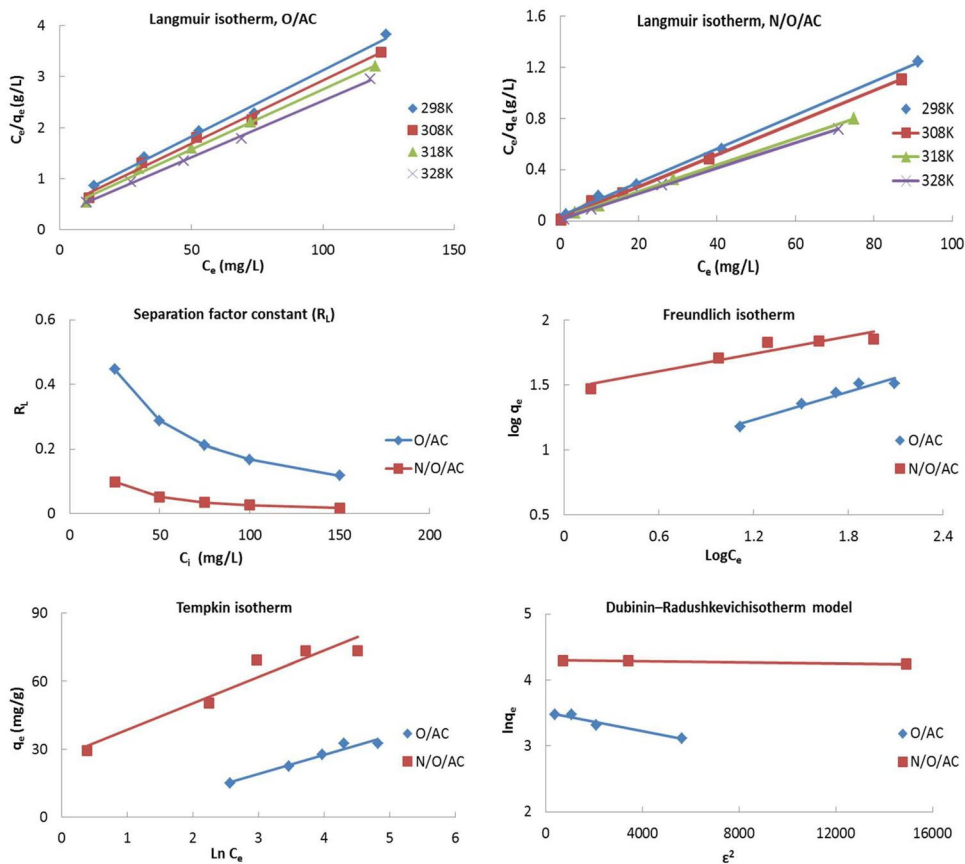 Langmuir isotherm, O/AC
4
3
2
1
0
0
50
100
150
Cₑ/qₑ (g/L)
Cₑ (mg/L)
298K
308K
318K
328K
Langmuir isotherm, N/O/AC
1.6
1.2
0.8
0.4
0
0
20
40
60
80
100
Cₑ/qₑ (g/L)
Cₑ (mg/L)
298K
308K
318K
328K
Separation factor constant (R_L)
0.6
0.4
0.2
0
0
50
100
150
200
R_L
Cᵢ (mg/L)
O/AC
N/O/AC
Freundlich isotherm
2
1.5
1
0.5
0
0.6
1.2
1.8
2.4
log qₑ
LogCₑ
O/AC
N/O/AC
Tempkin isotherm
90
60
30
0
0
1
2
3
4
5
6
qₑ (mg/g)
Ln Cₑ
O/AC
N/O/AC
Dubinin–Radushkevichisotherm model
5
4
3
2
0
4000
8000
12000
16000
lnqₑ
ε²
O/AC
N/O/AC